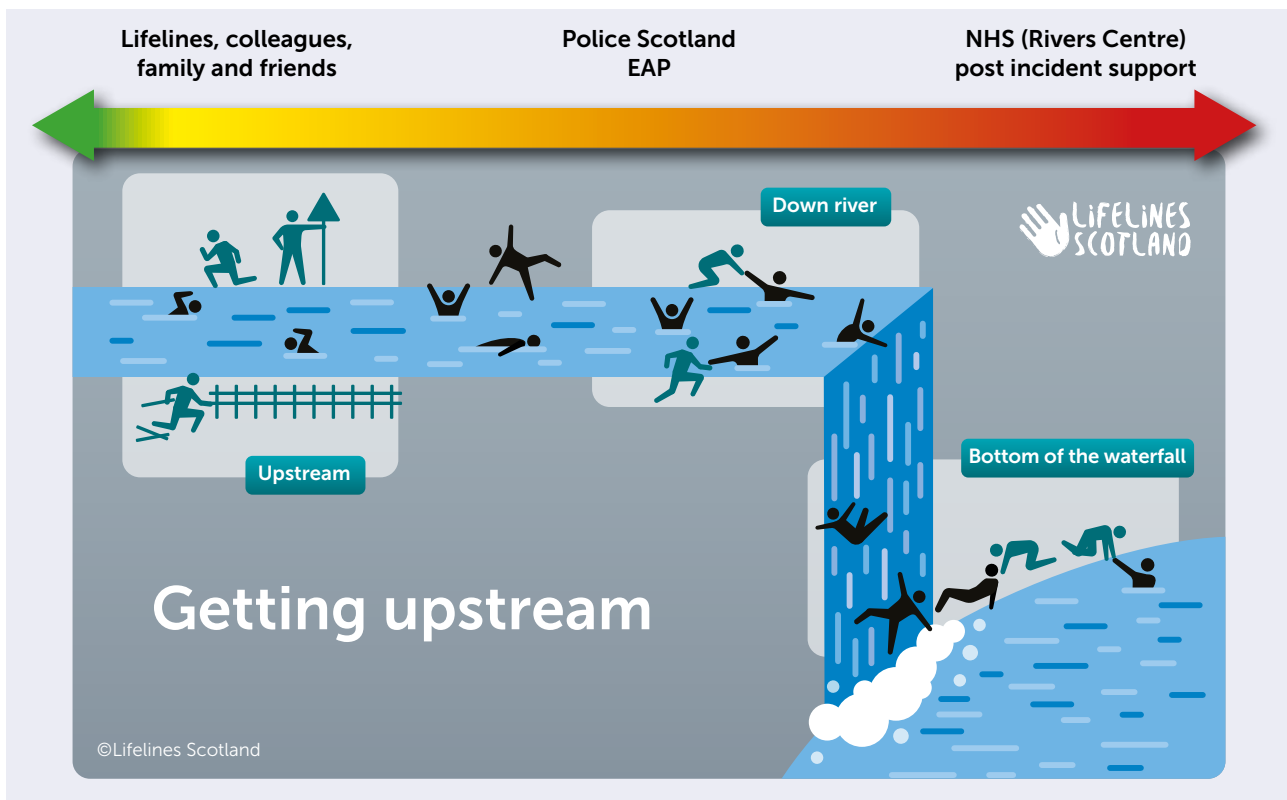 Lifelines, colleagues,
family and friends
Police Scotland
EAP
NHS (Rivers Centre)
post incident support
Down river
LIFELINES
SCOTLAND
Upstream
Bottom of the waterfall
Getting upstream
©Lifelines Scotland